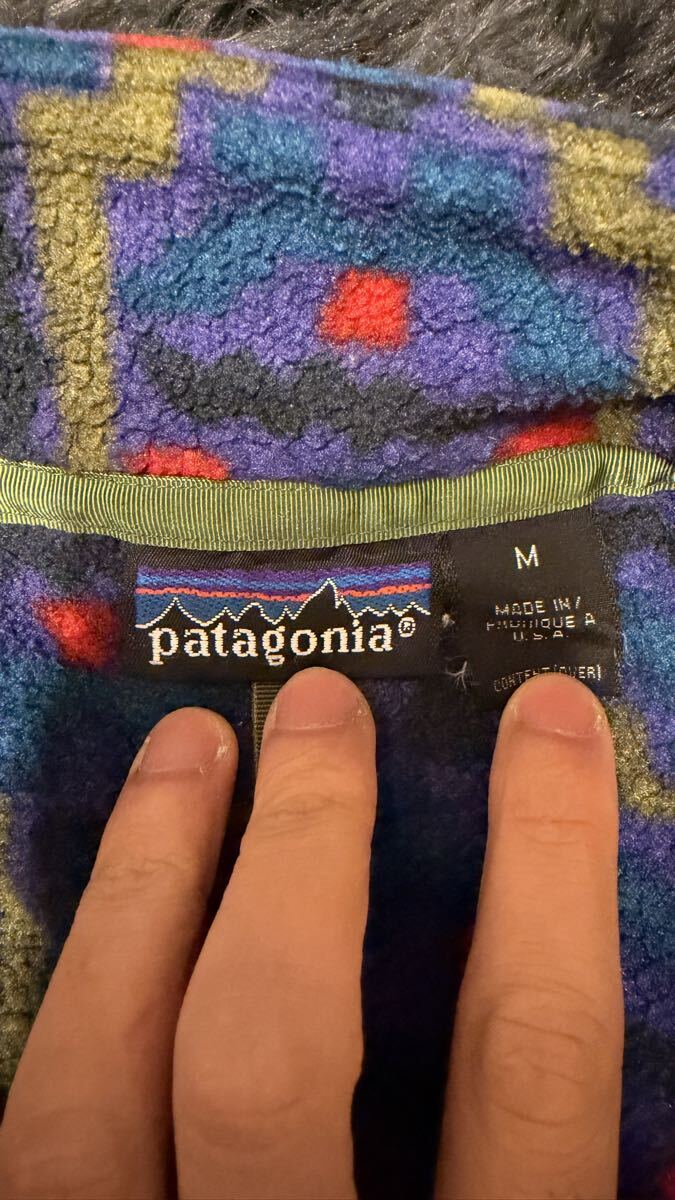 patagonia®
M
MADE IN/
FABRIQUE A
U.S.A.
CONTENT (OVER)